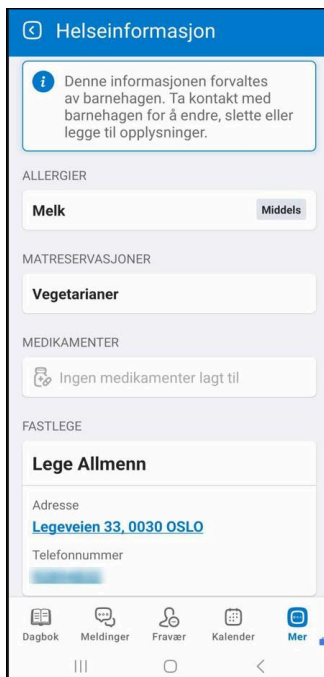 Helseinformasjon
Denne informasjonen forvaltes
av barnehagen. Ta kontakt med
barnehagen for å endre, slette eller
legge til opplysninger.
ALLERGIER
Melk
Middels
MATRESERVASJONER
Vegetarianer
MEDIKAMENTER
Ingen medikamenter lagt til
FASTLEGE
Lege Allmenn
Adresse
Legeveien 33, 0030 OSLO
Telefonnummer
Dagbok Meldinger Fravær Kalender Mer